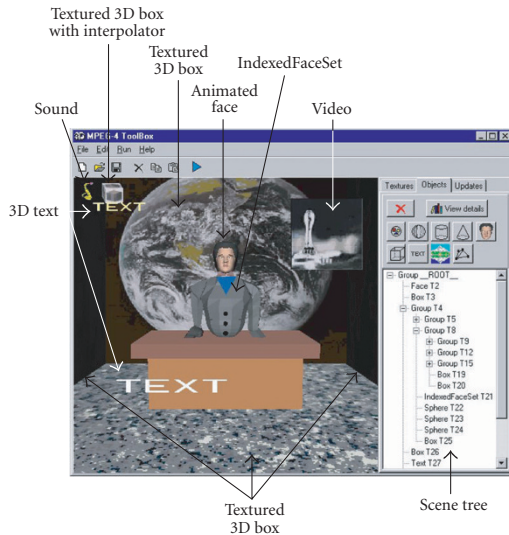 Textured 3D box
with interpolator
Textured
3D box
IndexedFaceSet
Animated
face
Sound
Video
3D MPEG-4 ToolBox
File Edit Run Help
Textures Objects Updates
View details
TEXT
3D text
TEXT
Group __ROOT__
Face T2
Box T3
Group T4
Group T5
Group T8
Group T9
Group T12
Group T15
Box T19
Box T20
IndexedFaceSet T21
Sphere T22
Sphere T23
Sphere T24
Box T25
Box T26
Text T27
TEXT
Textured
3D box
Scene tree